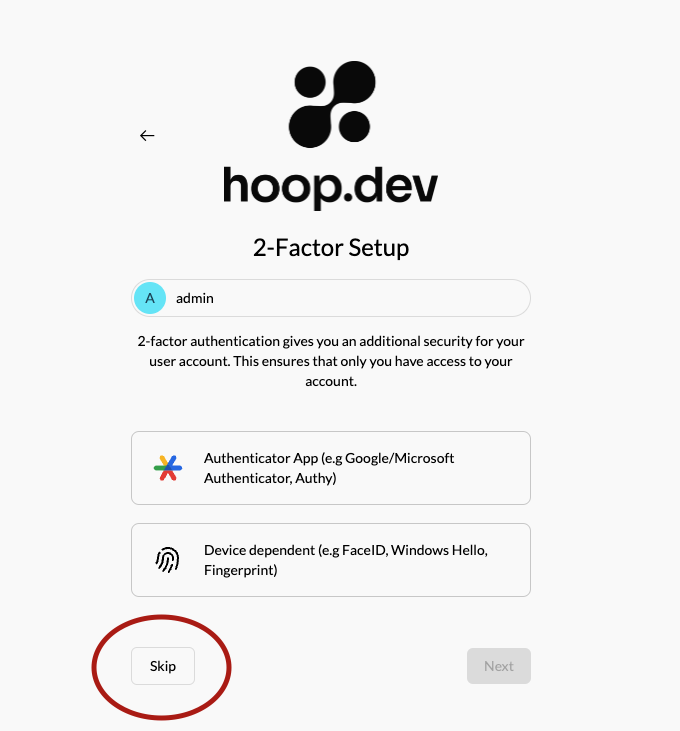 hoop.dev
2-Factor Setup
A admin
2-factor authentication gives you an additional security for your
user account. This ensures that only you have access to your
account.
Authenticator App (e.g Google/Microsoft
Authenticator, Authy)
Device dependent (e.g FaceID, Windows Hello,
Fingerprint)
Skip Next